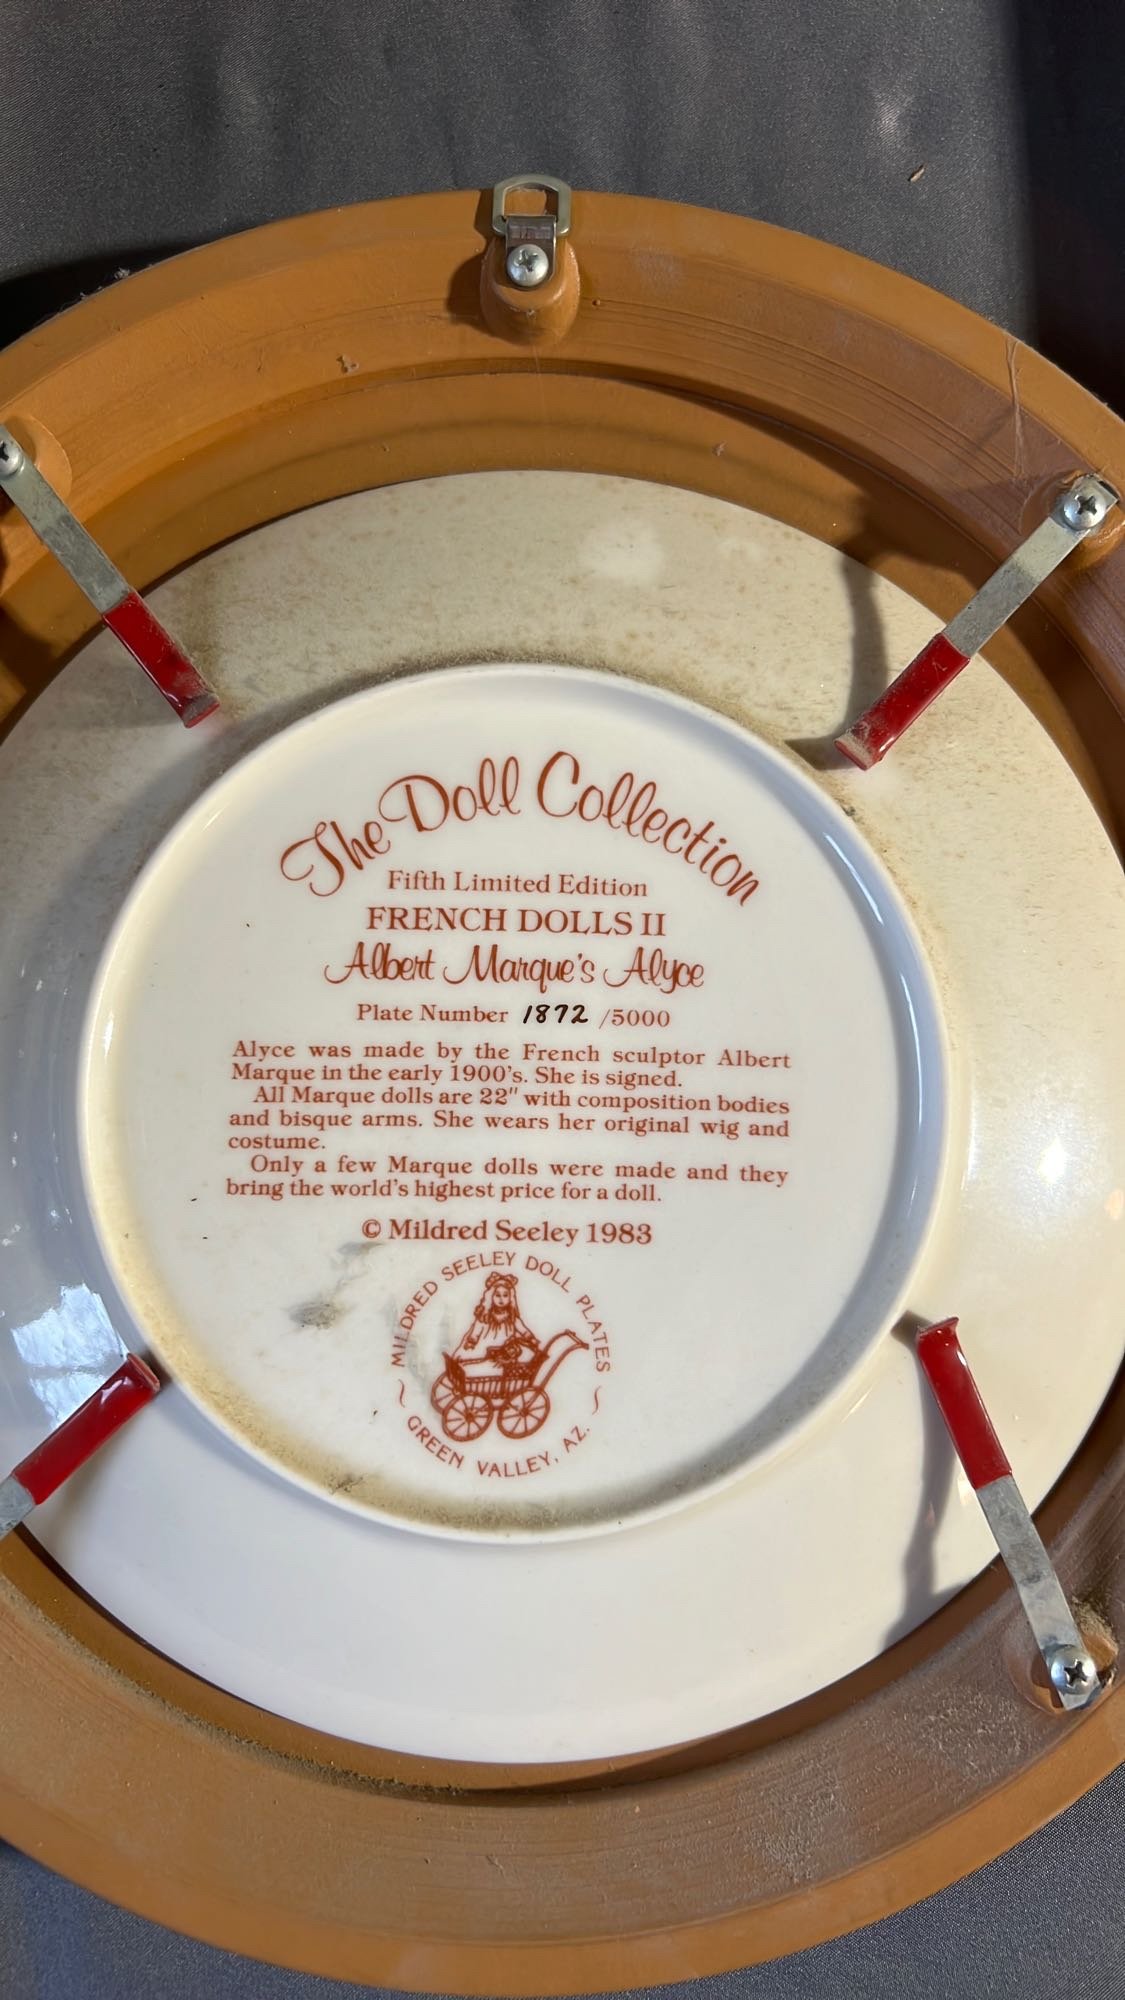 The Doll Collection
Fifth Limited Edition
FRENCH DOLLS II
Albert Marque's Alyce
Plate Number 1872 /5000
Alyce was made by the French sculptor Albert
Marque in the early 1900's. She is signed.
All Marque dolls are 22" with composition bodies
and bisque arms. She wears her original wig and
costume.
Only a few Marque dolls were made and they
bring the world's highest price for a doll.
© Mildred Seeley 1983
MILDRED SEELEY DOLL PLATES
~ GREEN VALLEY, AZ. ~